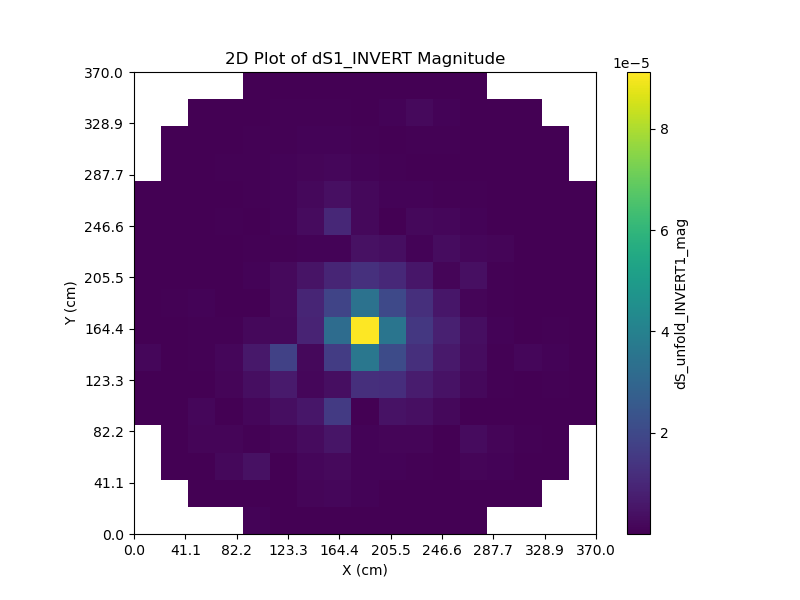 2D Plot of dS1_INVERT Magnitude
1e−5
370.0
328.9
287.7
246.6
205.5
164.4
123.3
82.2
41.1
0.0
Y (cm)
0.0 41.1 82.2 123.3 164.4 205.5 246.6 287.7 328.9 370.0
X (cm)
8
6
4
2
dS_unfold_INVERT1_mag